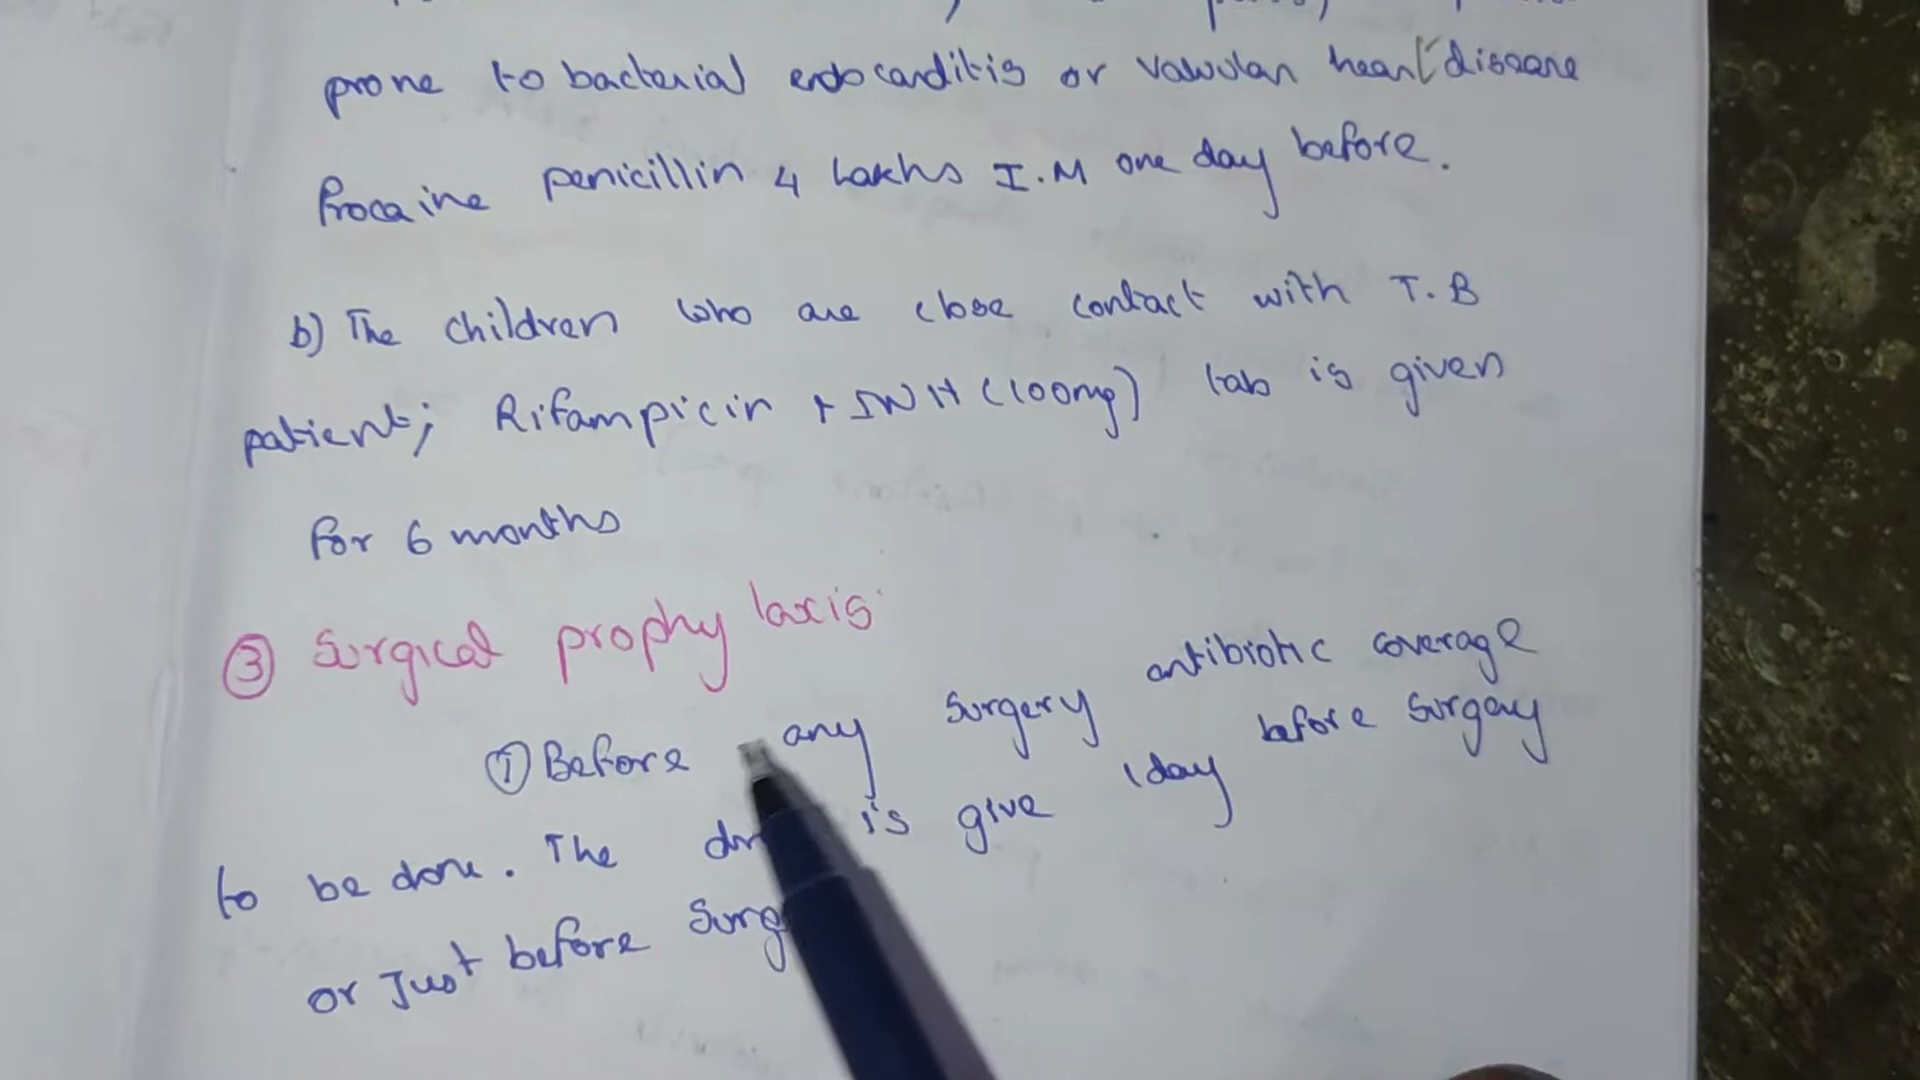 prone to bacterial endocarditis or valvular heart disease
Procaine penicillin 4 lakhs I.M one day before.
b) The children who are close contact with T.B
patient; Rifampicin + INH (100mg) tab is given
for 6 months
③ Surgical prophylaxis
① Before any surgery antibiotic coverage
to be done. The is give 1day before surgery
or Just before